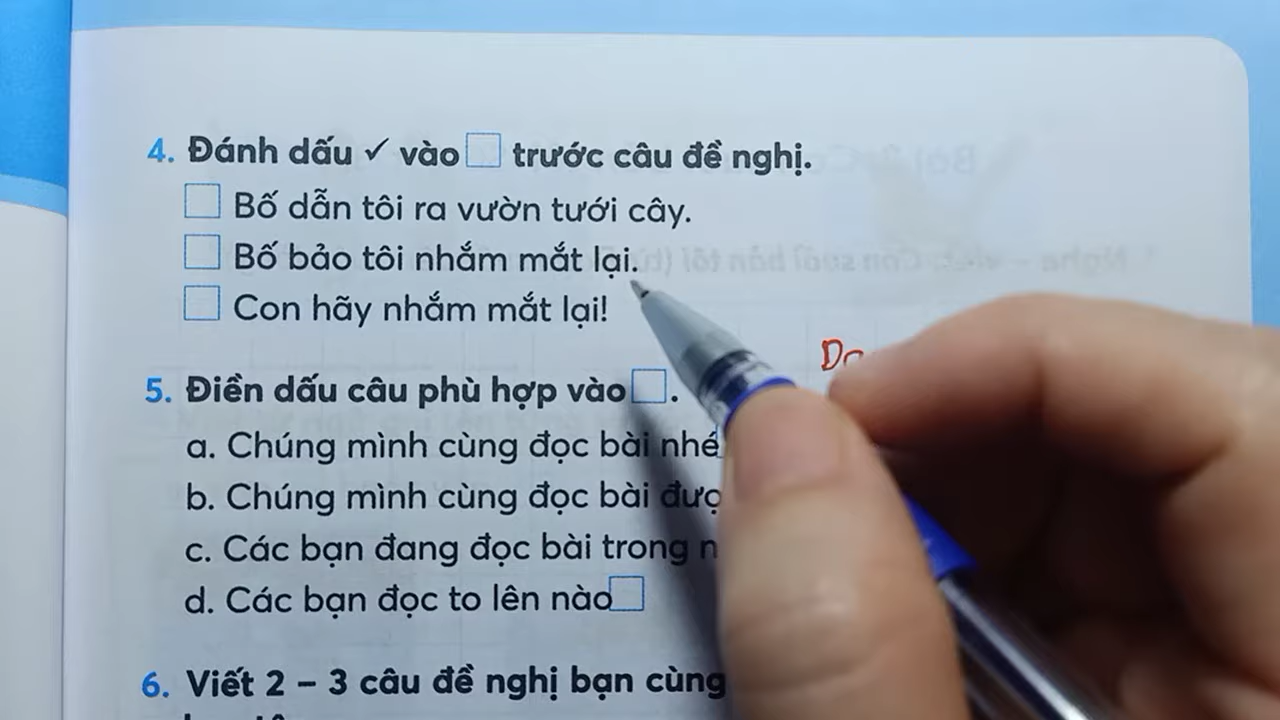 4. Đánh dấu ✓ vào □ trước câu đề nghị.
□ Bố dẫn tôi ra vườn tưới cây.
□ Bố bảo tôi nhắm mắt lại.
□ Con hãy nhắm mắt lại!
5. Điền dấu câu phù hợp vào □.
a. Chúng mình cùng đọc bài nhé
b. Chúng mình cùng đọc bài
c. Các bạn đang đọc bài trong
d. Các bạn đọc to lên nào □
6. Viết 2 – 3 câu đề nghị bạn cùng